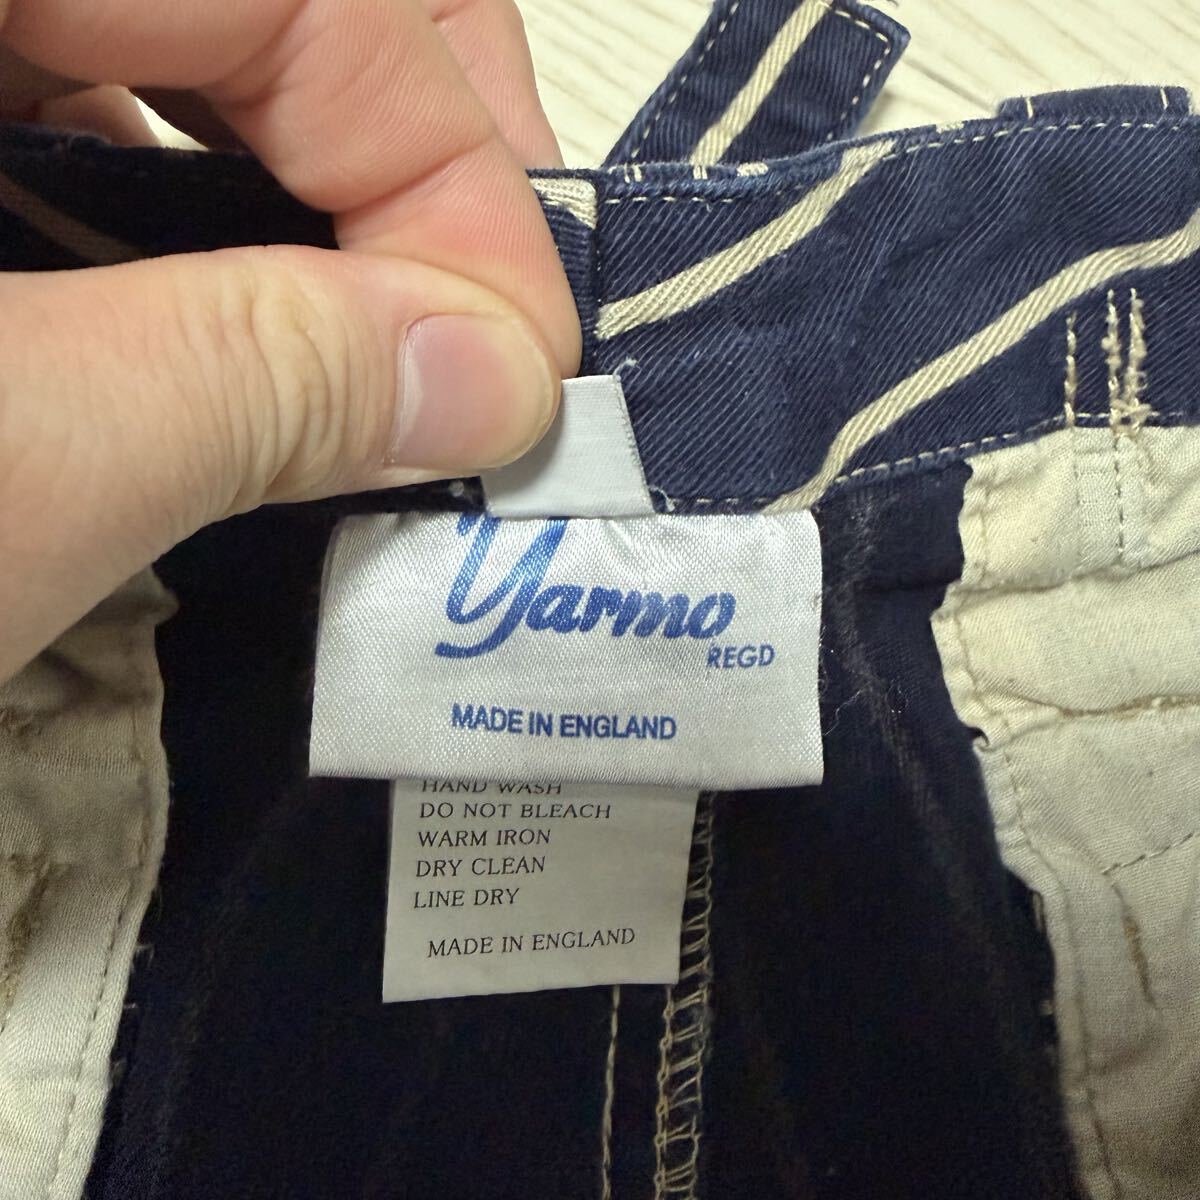 Yarmo
REGD
MADE IN ENGLAND
HAND WASH
DO NOT BLEACH
WARM IRON
DRY CLEAN
LINE DRY
MADE IN ENGLAND